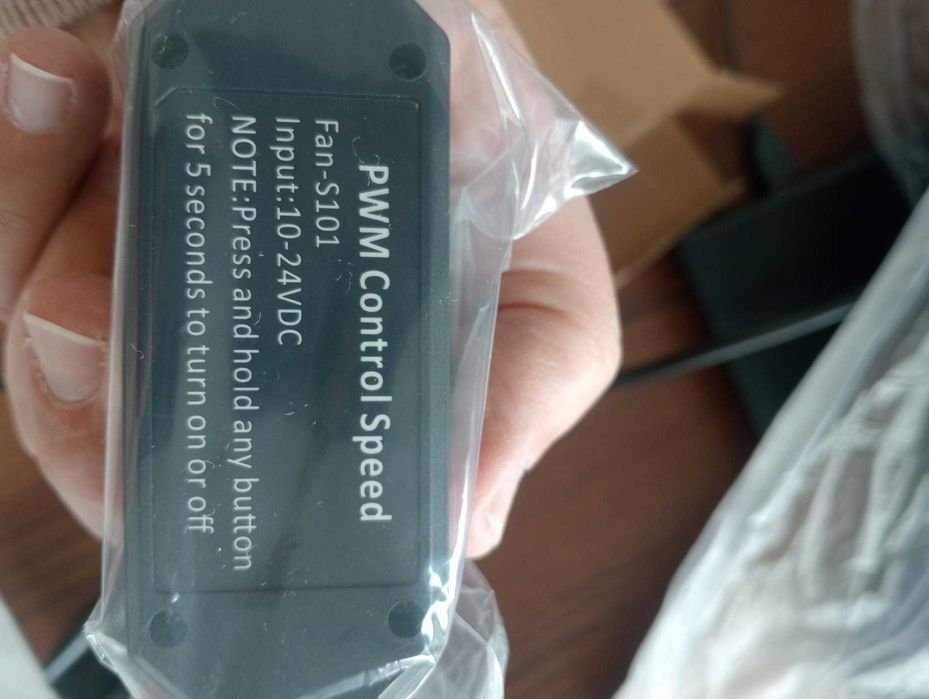 PWM Control Speed
Fan-S101
Input:10-24VDC
NOTE:Press and hold any button
for 5 seconds to turn on or off